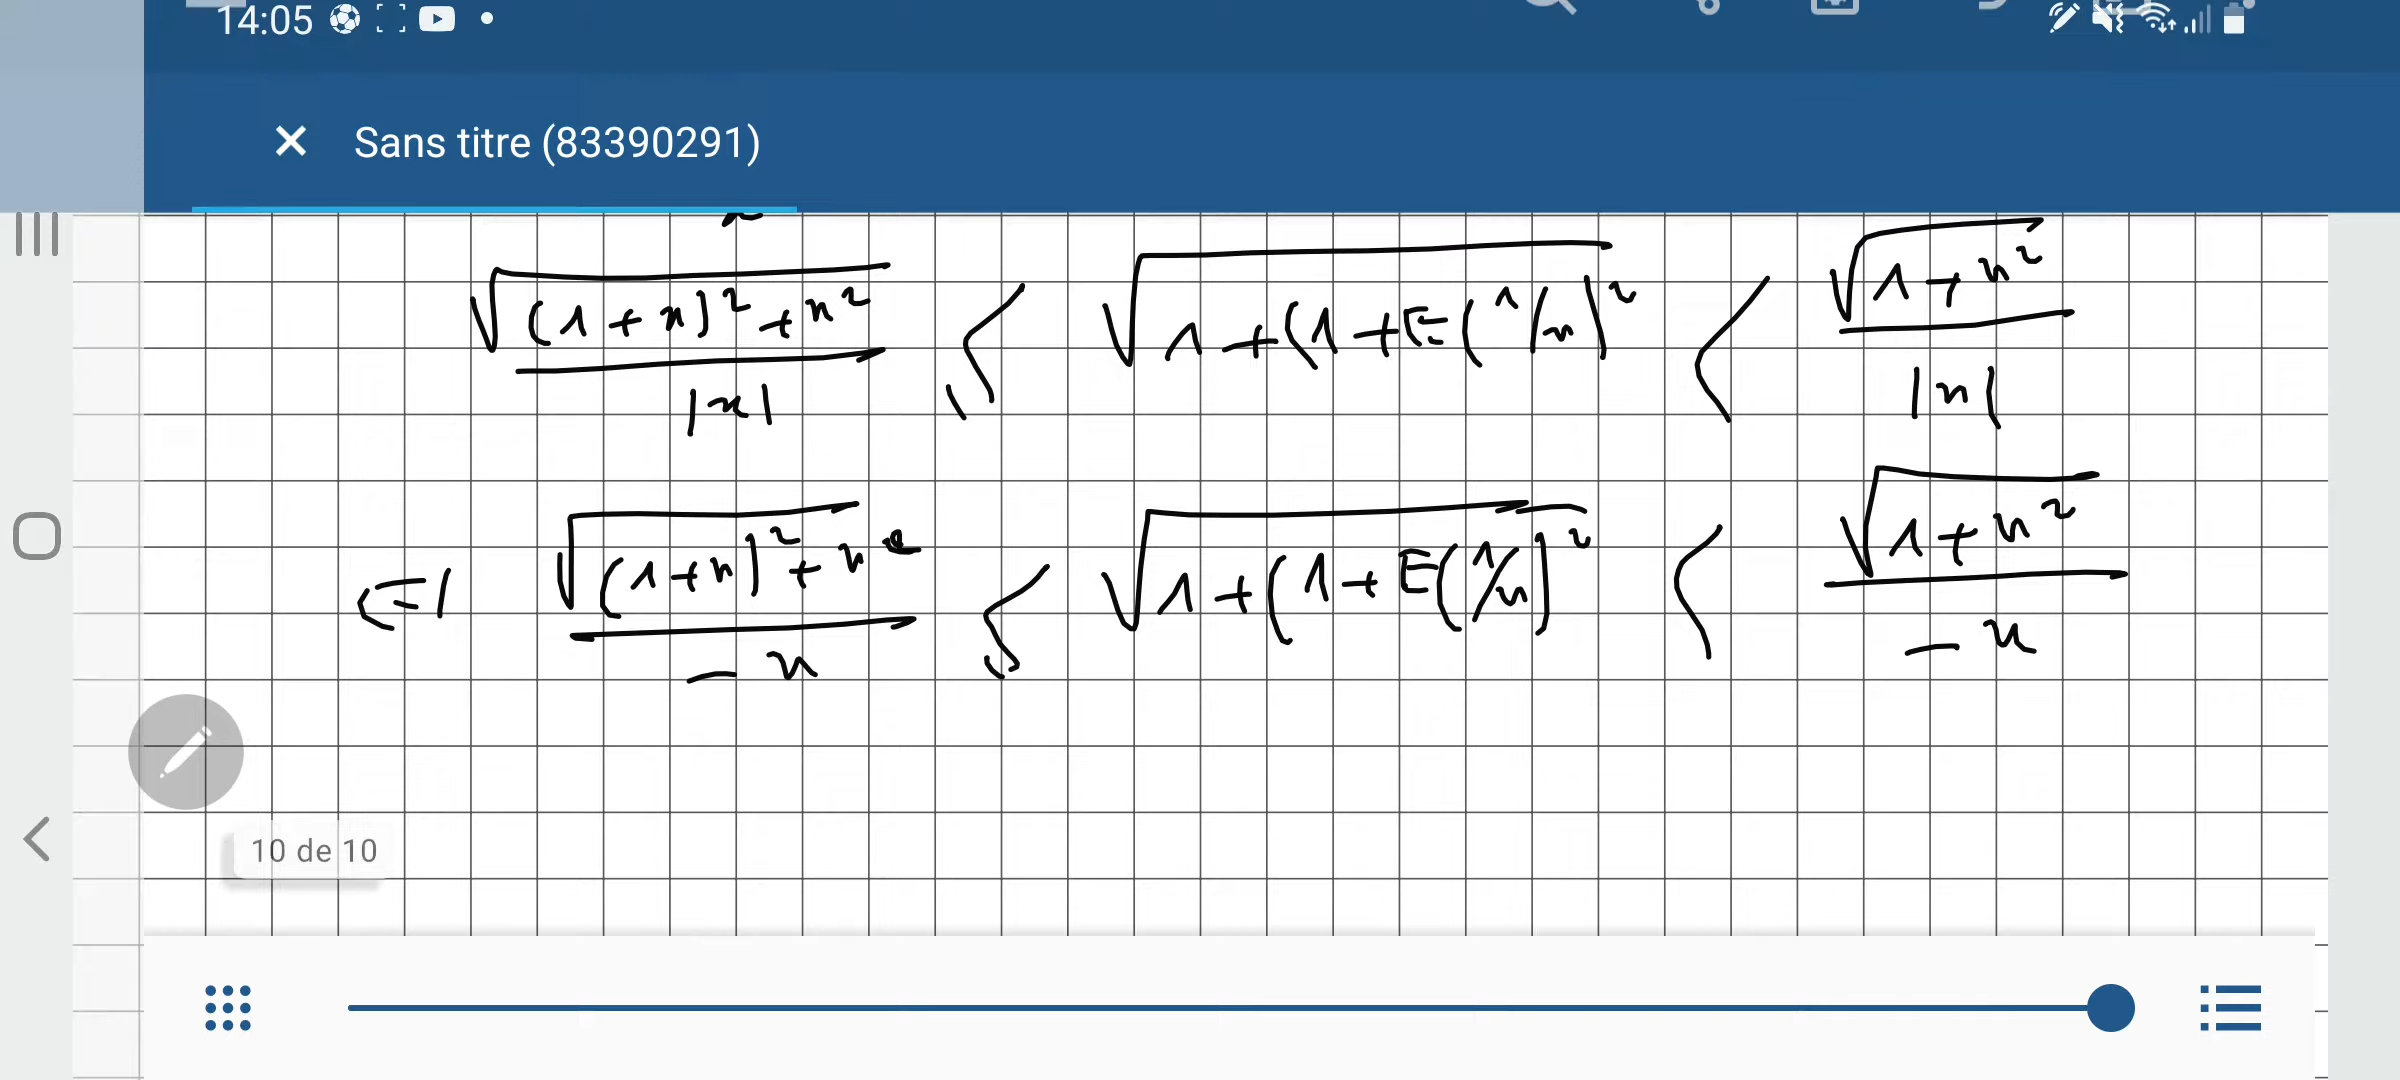 14:05
Sans titre (83390291)
√((1+x)²+x²)/|x| < √(1+(1+E(1/x)² < √(1+x²)/|x|
<=> √((1+x)²+x²)/-x < √(1+(1+E(1/x)² < √(1+x²)/-x
10 de 10